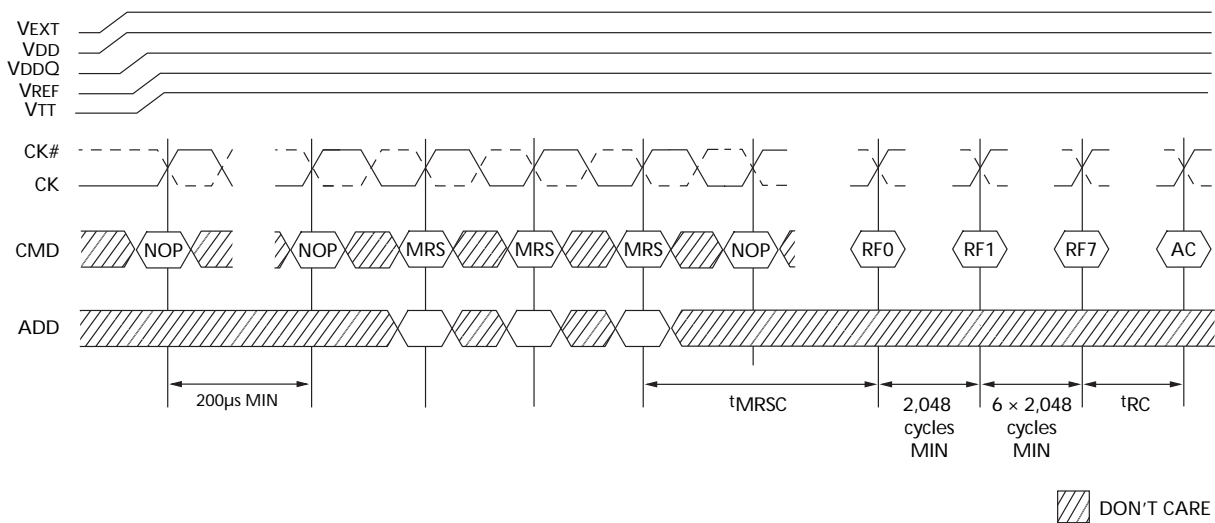 VEXT
VDD
VDDQ
VREF
VTT
CK#
CK
CMD NOP NOP MRS MRS MRS NOP RF0 RF1 RF7 AC
ADD
200µs MIN tMRSC 2,048 cycles MIN 6 × 2,048 cycles MIN tRC
DON'T CARE